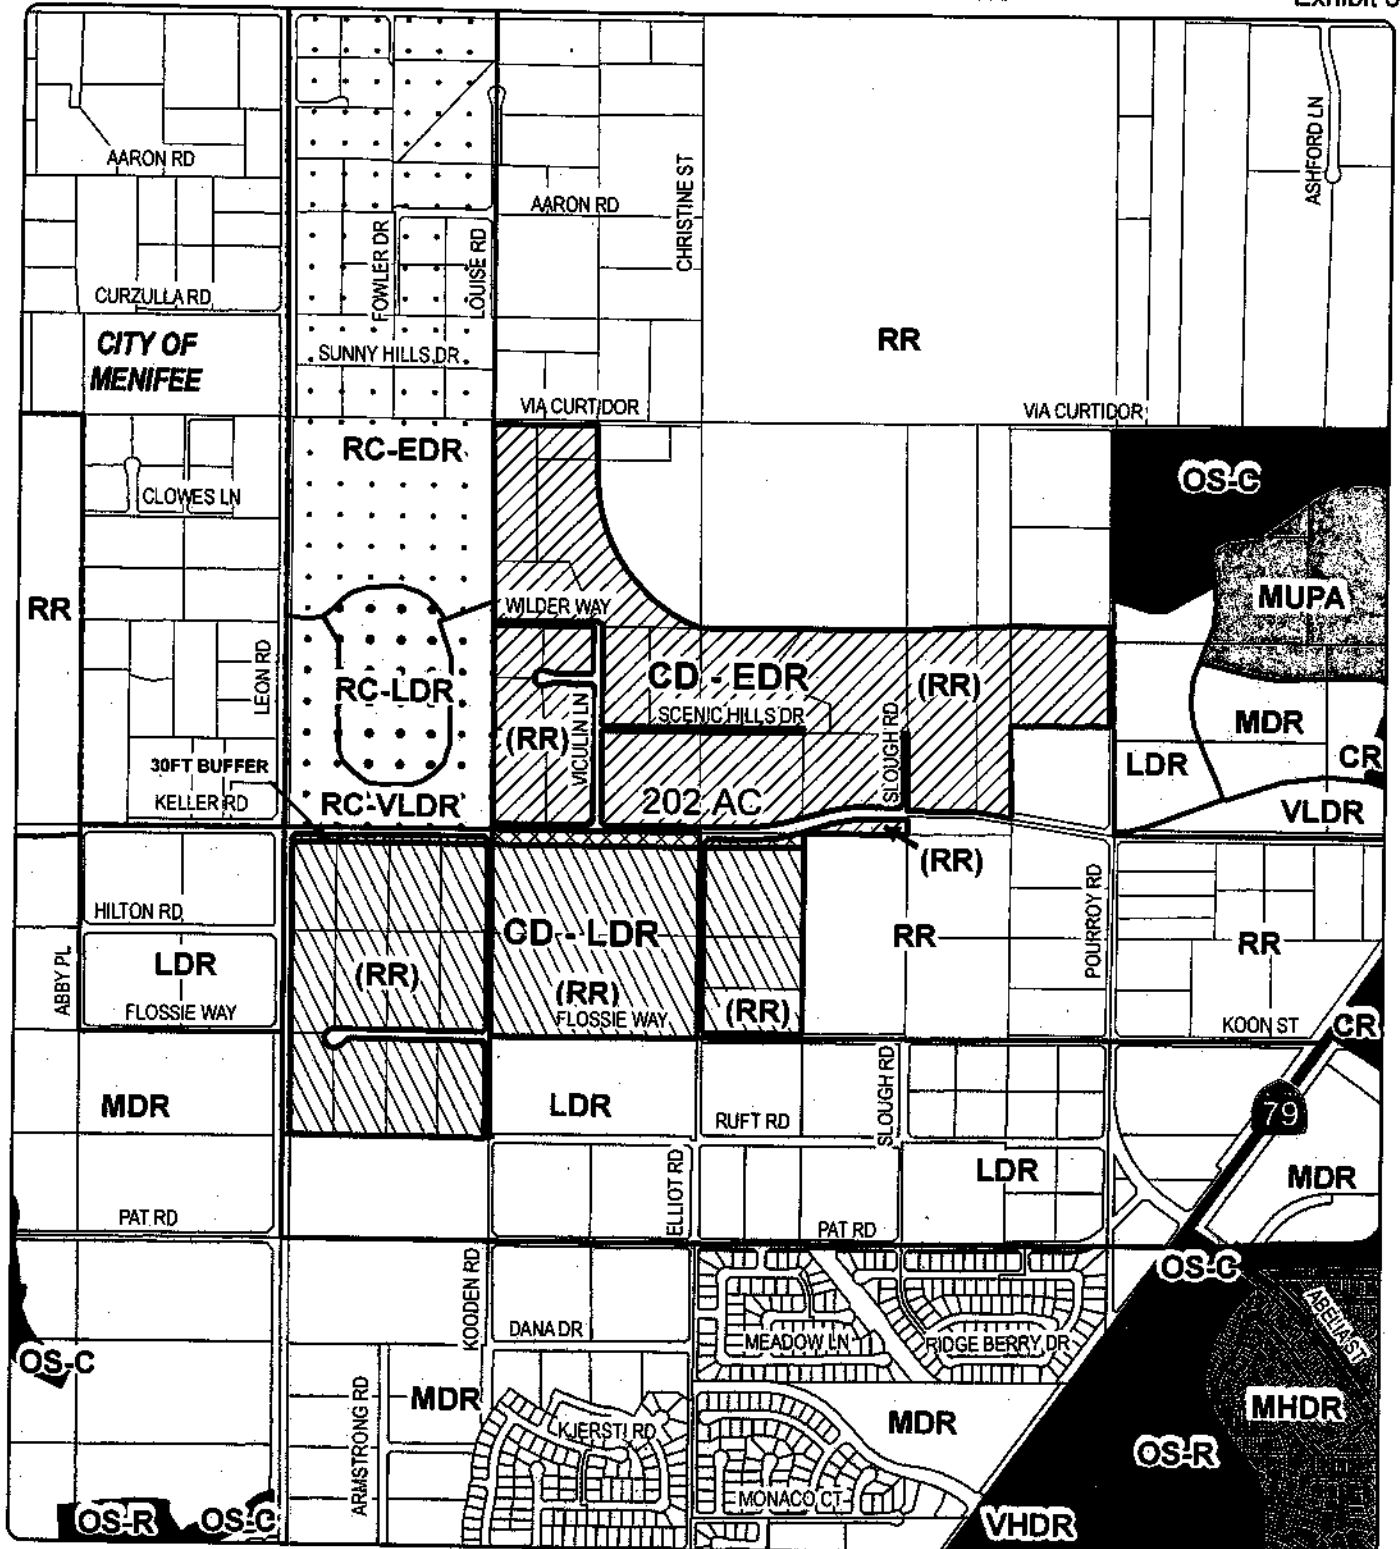 Exhibit
AARON RD
CHRISTINE ST
ASHFORD LN
AARON RD
FOWLER DR
LOUISE RD
CURZULLA RD
CITY OF
MENIFEE
SUNNY HILLS DR
RR
VIA CURTIDOR
VIA CURTIDOR
RC-EDR
OS-C
CLOWES LN
RR
WILDER WAY
MUPA
LEON RD
RC-LDR
CD - EDR
(RR)
SCENIC HILLS DR
VICULIN LN
(RR)
SLOUGH RD
MDR
LDR
CR
30FT BUFFER
KELLER RD
RC-VLDR
202 AC
VLDR
(RR)
HILTON RD
CD - LDR
RR
POURROY RD
RR
ABBY PL
LDR
(RR)
(RR)
FLOSSIE WAY
FLOSSIE WAY
(RR)
KOON ST
CR
MDR
LDR
RUFT RD
SLOUGH RD
79
LDR
MDR
PAT RD
ELLIOT RD
PAT RD
OS-C
KOODEN RD
DANA DR
MEADOW LN
RIDGE BERRY DR
ABELIA ST
OS-C
ARMSTRONG RD
MDR
KJERSTI RD
MDR
MHDR
OS-R
MONACO CT
OS-R
OS-C
VHDR